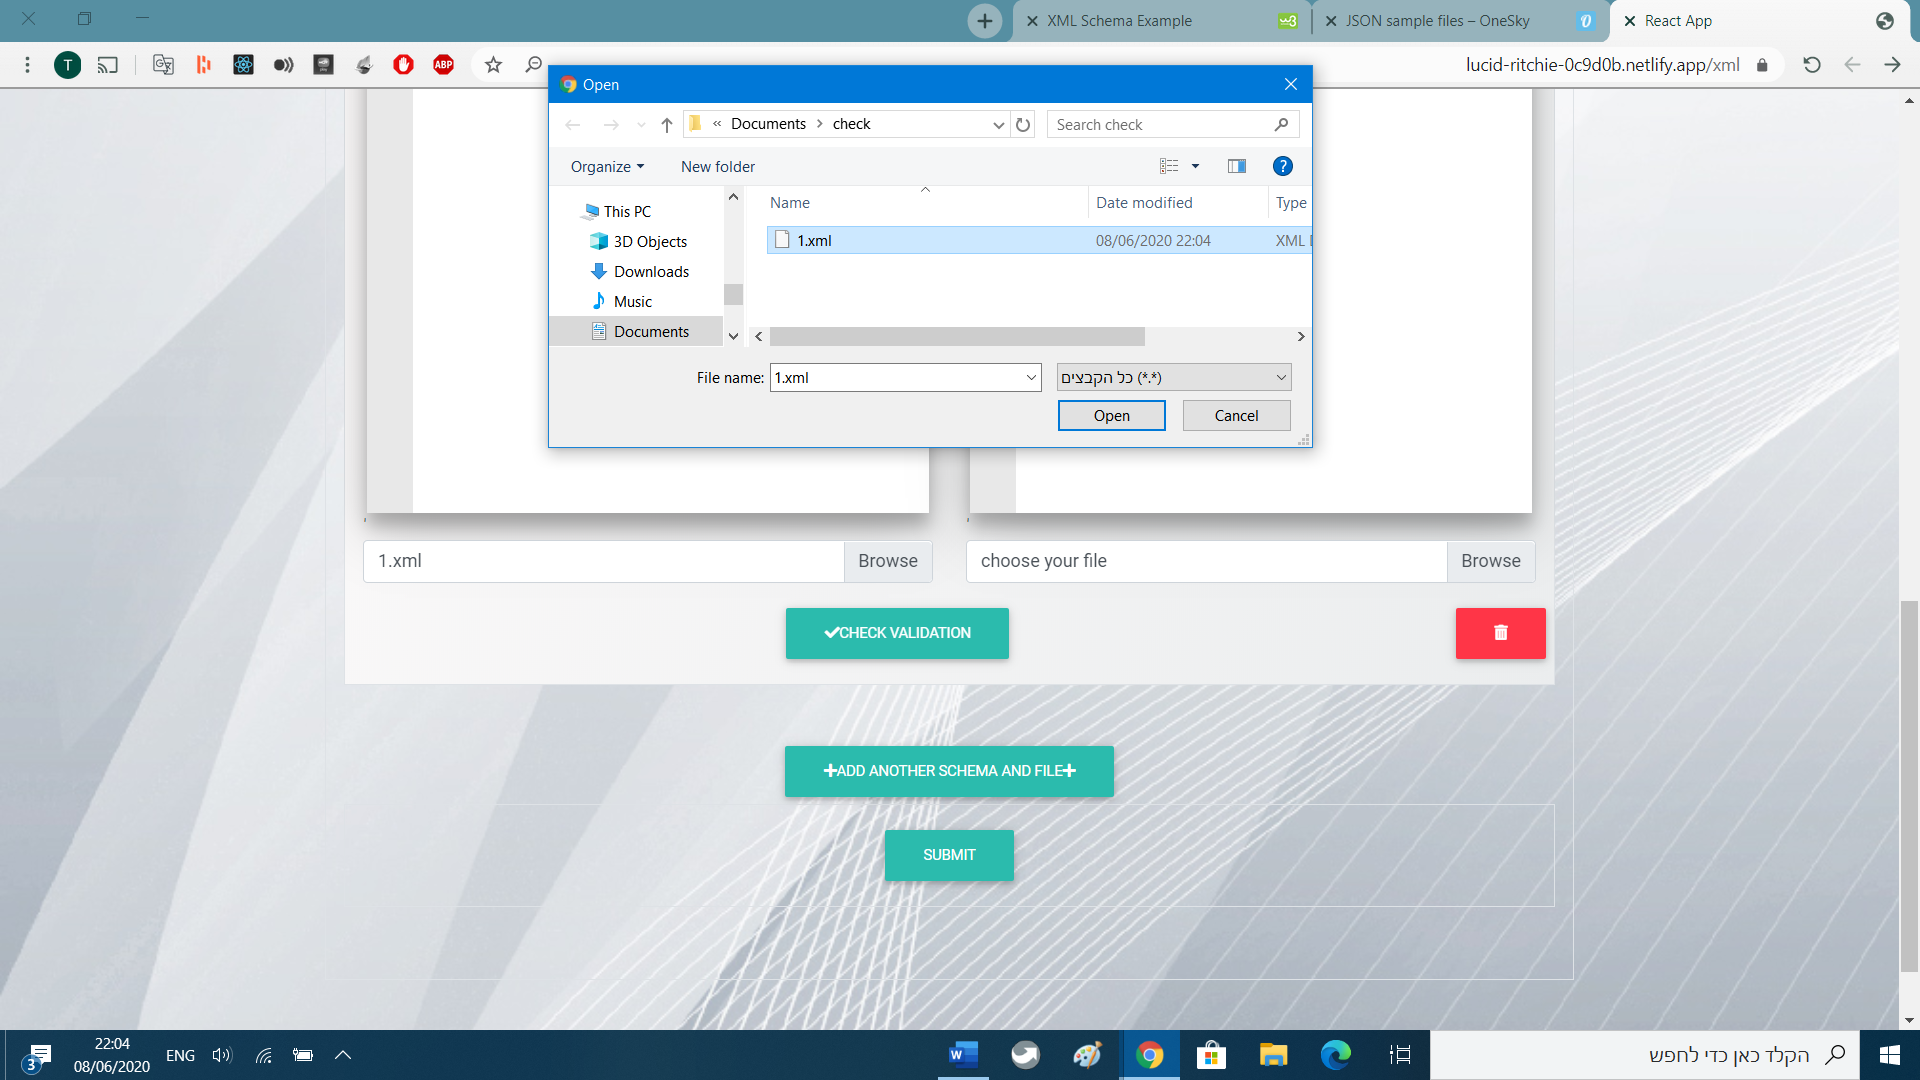 XML Schema Example
JSON sample files – OneSky
React App
T
ABP
lucid-ritchie-0c9d0b.netlify.app/xml
Open
« Documents > check
Search check
Organize
New folder
?
Name
Date modified
Type
This PC
3D Objects
Downloads
Music
Documents
1.xml
08/06/2020 22:04
XML
File name:
1.xml
כל הקבצים (*.*)
Open
Cancel
1.xml
Browse
choose your file
Browse
CHECK VALIDATION
ADD ANOTHER SCHEMA AND FILE
SUBMIT
3
22:04
08/06/2020
ENG
W
הקלד כאן כדי לחפש